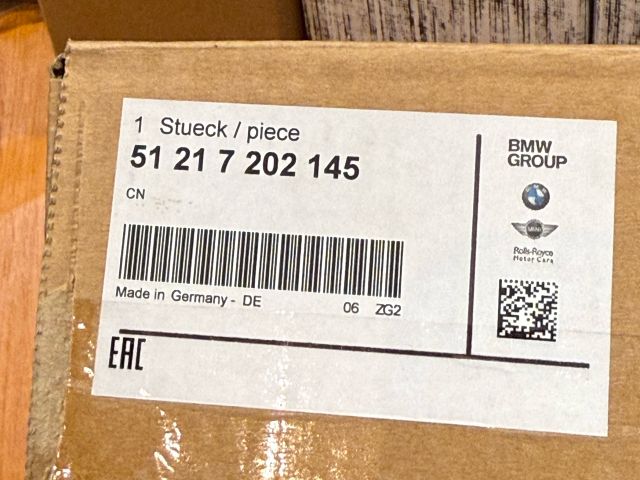 1 Stueck / piece
51 21 7 202 145
CN
Made in Germany - DE 06 ZG2
EAC
BMW
GROUP
MINI
Rolls-Royce
Motor Cars